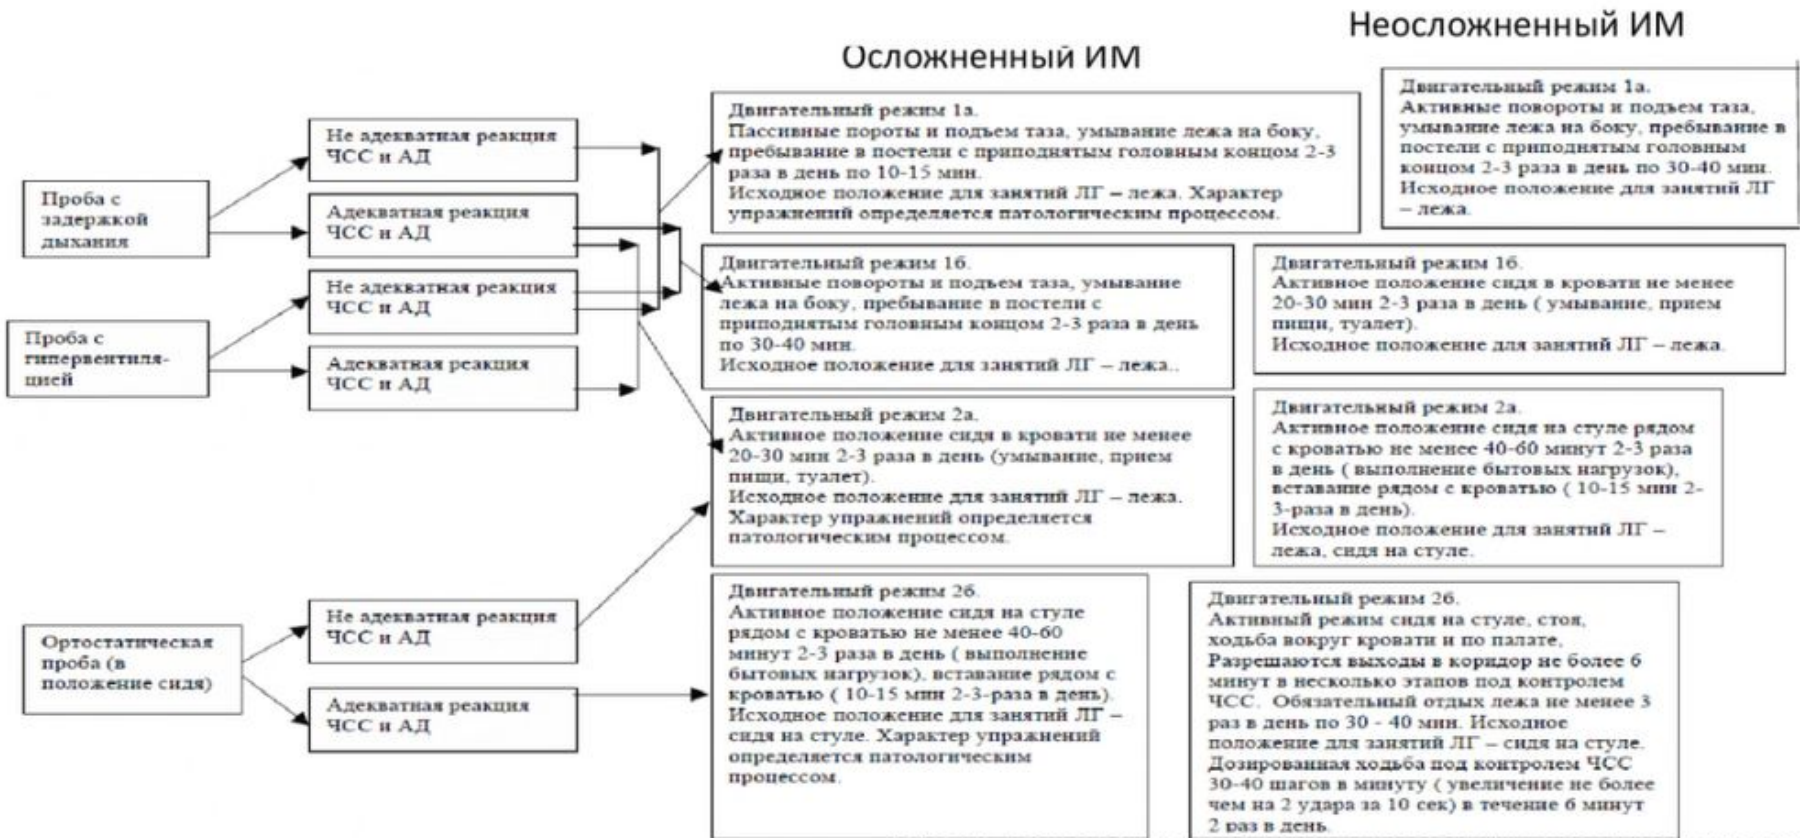 Неосложненный ИМ
Осложненный ИМ
Проба с
задержкой
дыхания
Проба с
гипервентиля-
цией
Ортостатическая
проба (в
положение сидя)
Не адекватная реакция
ЧСС и АД
Адекватная реакция
ЧСС и АД
Не адекватная реакция
ЧСС и АД
Адекватная реакция
ЧСС и АД
Не адекватная реакция
ЧСС и АД
Адекватная реакция
ЧСС и АД
Двигательный режим 1а.
Пассивные пороты и подъем таза, умывание лежа на боку,
пребывание в постели с приподнятым головным концом 2-3
раза в день по 10-15 мин.
Исходное положение для занятий ЛГ – лежа. Характер
упражнений определяется патологическим процессом.
Двигательный режим 1а.
Активные повороты и подъем таза,
умывание лежа на боку, пребывание в
постели с приподнятым головным
концом 2-3 раза в день по 30-40 мин.
Исходное положение для занятий ЛГ
– лежа.
Двигательный режим 1б.
Активные повороты и подъем таза, умывание
лежа на боку, пребывание в постели с
приподнятым головным концом 2-3 раза в день
по 30-40 мин.
Исходное положение для занятий ЛГ – лежа..
Двигательный режим 1б.
Активное положение сидя в кровати не менее
20-30 мин 2-3 раза в день ( умывание, прием
пищи, туалет).
Исходное положение для занятий ЛГ – лежа.
Двигательный режим 2а.
Активное положение сидя в кровати не менее
20-30 мин 2-3 раза в день (умывание, прием
пищи, туалет).
Исходное положение для занятий ЛГ – лежа.
Характер упражнений определяется
патологическим процессом.
Двигательный режим 2а.
Активное положение сидя на стуле рядом
с кроватью не менее 40-60 минут 2-3 раза
в день ( выполнение бытовых нагрузок),
вставание рядом с кроватью ( 10-15 мин 2-
3-раза в день).
Исходное положение для занятий ЛГ –
лежа, сидя на стуле.
Двигательный режим 2б.
Активное положение сидя на стуле
рядом с кроватью не менее 40-60
минут 2-3 раза в день ( выполнение
бытовых нагрузок), вставание рядом с
кроватью ( 10-15 мин 2-3-раза в день).
Исходное положение для занятий ЛГ –
сидя на стуле. Характер упражнений
определяется патологическим
процессом.
Двигательный режим 2б.
Активный режим сидя на стуле, стоя,
ходьба вокруг кровати и по палате,
Разрешаются выходы в коридор не более 6
минут в несколько этапов под контролем
ЧСС. Обязательный отдых лежа не менее 3
раз в день по 30 - 40 мин. Исходное
положение для занятий ЛГ – сидя на стуле.
Дозированная ходьба под контролем ЧСС
30-40 шагов в минуту ( увеличение не более
чем на 2 удара за 10 сек) в течение 6 минут
2 раз в день.